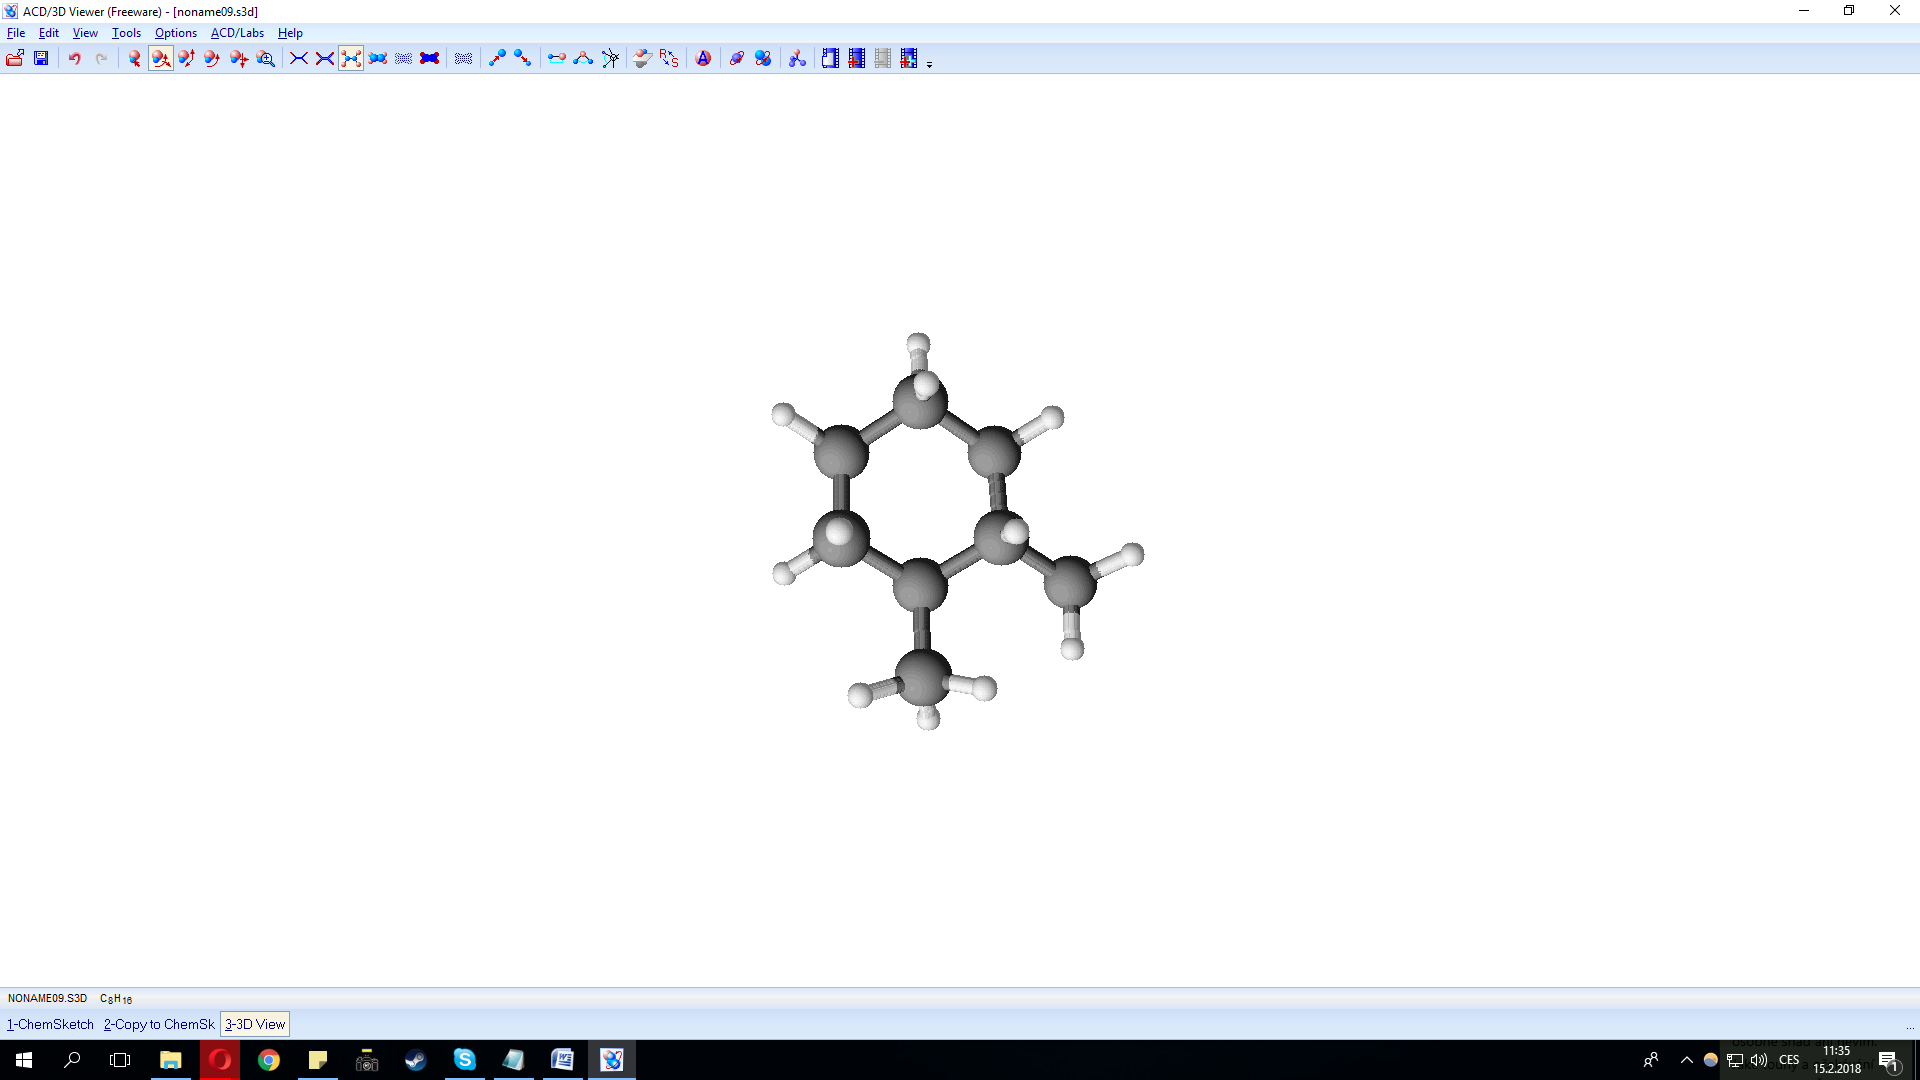 ACD/3D Viewer (Freeware) - [noname09.s3d]
File Edit View Tools Options ACD/Labs Help
R S A
NONAME09.S3D C8H16
1-ChemSketch 2-Copy to ChemSk 3-3D View
...
CES
11:35
15.2.2018
1